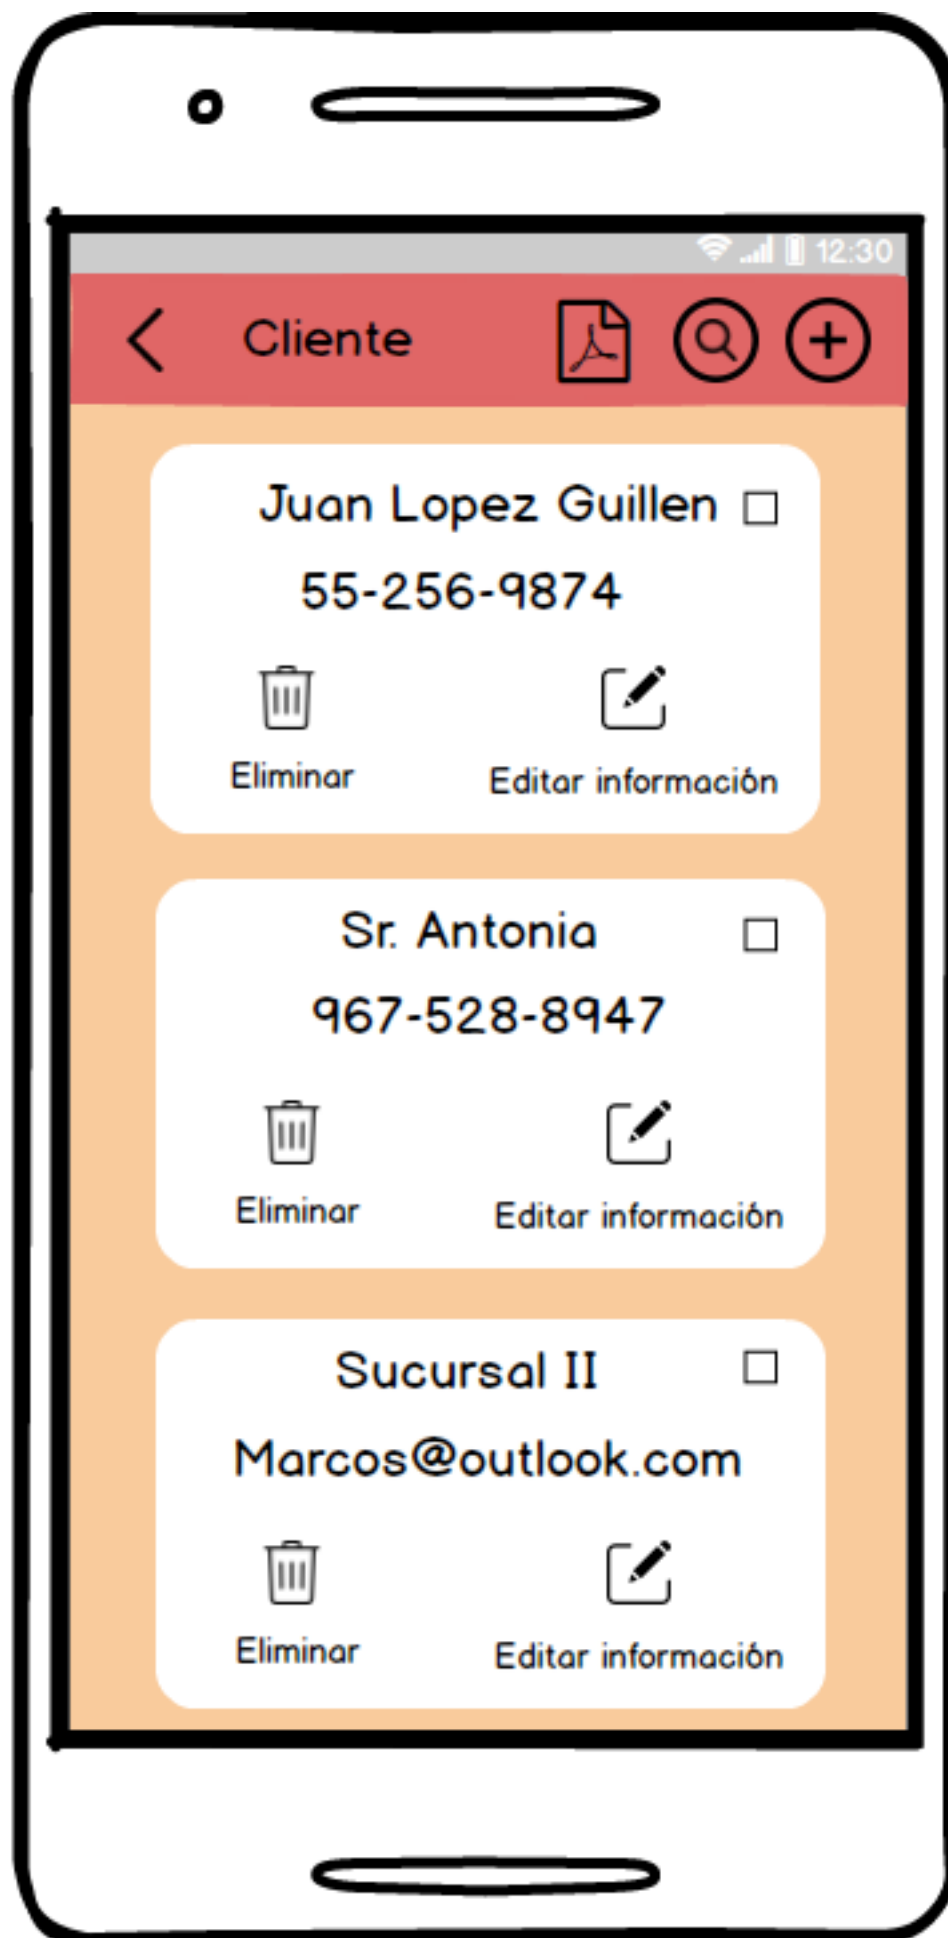 12:30
Cliente
Juan Lopez Guillen
55-256-9874
Eliminar
Editar información
Sr. Antonia
967-528-8947
Eliminar
Editar información
Sucursal II
Marcos@outlook.com
Eliminar
Editar información